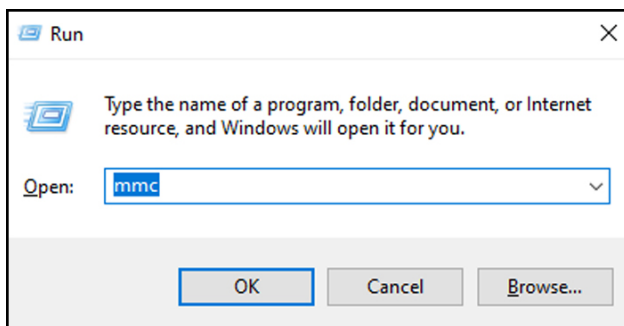 Run
Type the name of a program, folder, document, or Internet
resource, and Windows will open it for you.
Open: mmc
OK Cancel Browse...